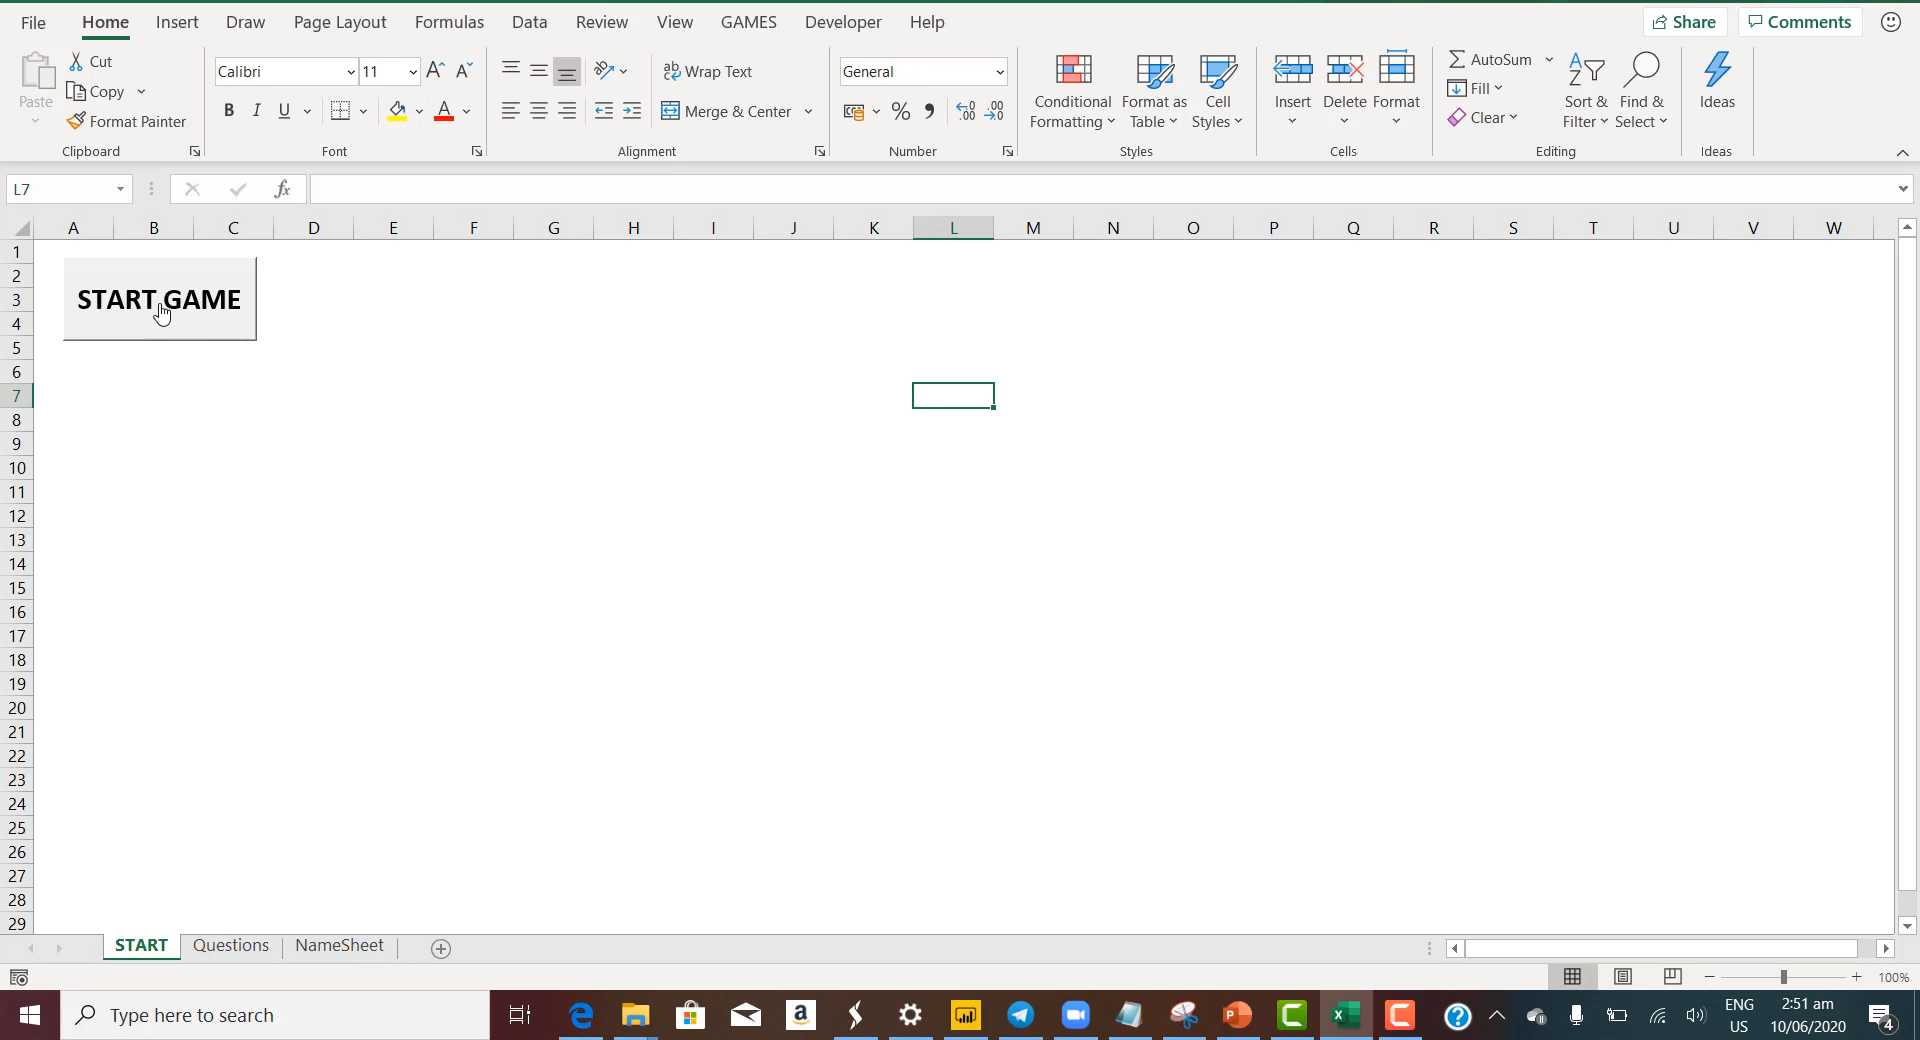 File Home Insert Draw Page Layout Formulas Data Review View GAMES Developer Help Share Comments
Paste Cut Copy Format Painter Clipboard
Calibri 11 B I U A Font
Wrap Text Merge & Center Alignment
General % Number
Conditional Formatting Format as Table Cell Styles Styles
Insert Delete Format Cells
AutoSum Fill Clear Sort & Filter Find & Select Editing
Ideas Ideas
L7 fx
A B C D E F G H I J K L M N O P Q R S T U V W
1
2
3
START GAME
4
5
6
7
8
9
10
11
12
13
14
15
16
17
18
19
20
21
22
23
24
25
26
27
28
29
START Questions NameSheet
100%
Type here to search
ENG US 2:51 am 10/06/2020 4